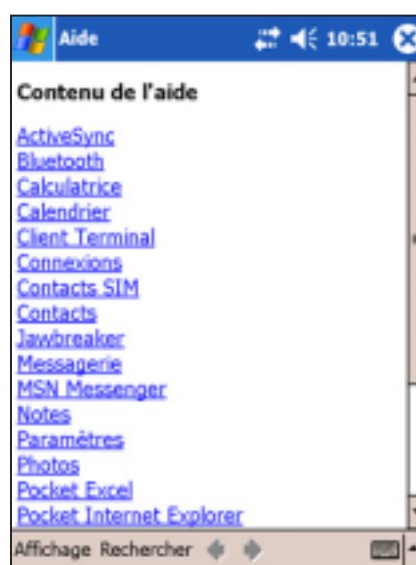 Aide 10:51
Contenu de l'aide
ActiveSync
Bluetooth
Calculatrice
Calendrier
Client Terminal
Connexions
Contacts SIM
Contacts
Jawbreaker
Messagerie
MSN Messenger
Notes
Paramètres
Photos
Pocket Excel
Pocket Internet Explorer
Affichage Rechercher